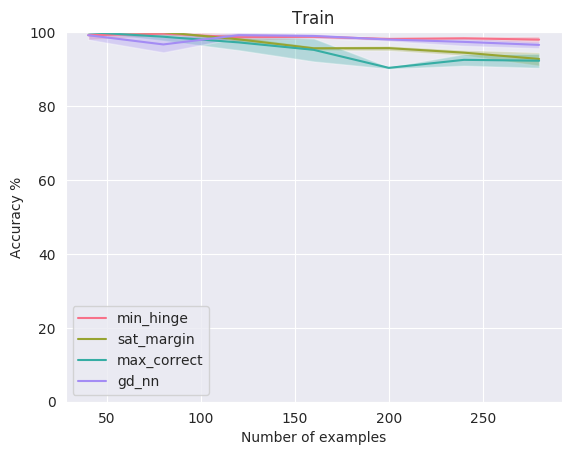 Train
Accuracy %
100
80
60
40
20
0
min_hinge
sat_margin
max_correct
gd_nn
50
100
150
200
250
Number of examples